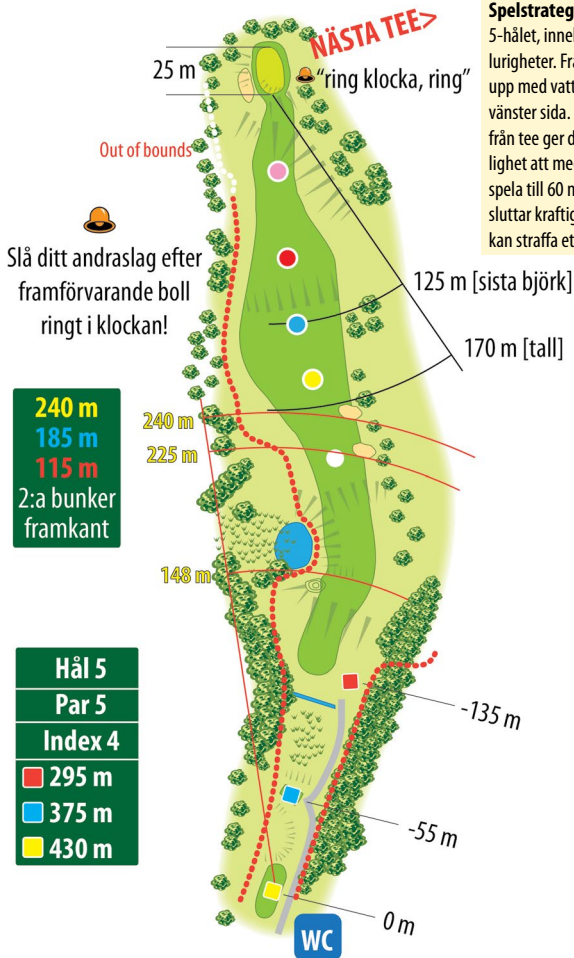 NÄSTA TEE>
25 m
"ring klocka, ring"
Spelstrateg
5-hålet, innel
lurigheter. Fra
upp med vatt
vänster sida.
från tee ger d
lighet att me
spela till 60 m
sluttar kraftig
kan straffa et
Out of bounds
Slå ditt andraslag efter
framförvarande boll
ringt i klockan!
125 m [sista björk]
170 m [tall]
240 m
185 m
115 m
2:a bunker
framkant
240 m
225 m
148 m
Hål 5
Par 5
Index 4
295 m
375 m
430 m
-135 m
-55 m
0 m
WC